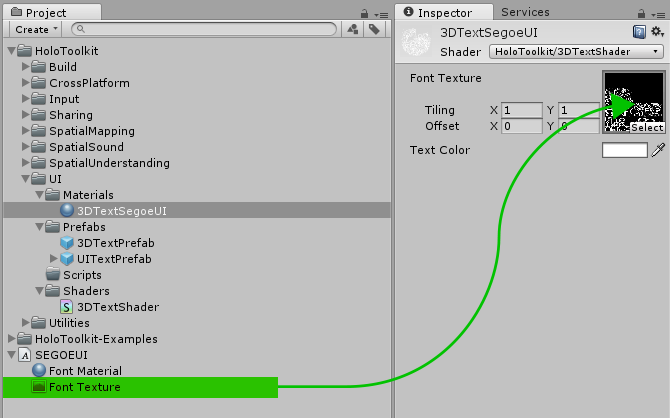 Project
Create
HoloToolkit
Build
CrossPlatform
Input
Sharing
SpatialMapping
SpatialSound
SpatialUnderstanding
UI
Materials
3DTextSegoeUI
Prefabs
3DTextPrefab
UITextPrefab
Scripts
Shaders
S 3DTextShader
Utilities
HoloToolkit-Examples
A SEGOEUI
Font Material
Font Texture
Inspector Services
3DTextSegoeUI
Shader HoloToolkit/3DTextShader
Font Texture
Tiling X 1 Y 1
Offset X 0 Y 0
Select
Text Color